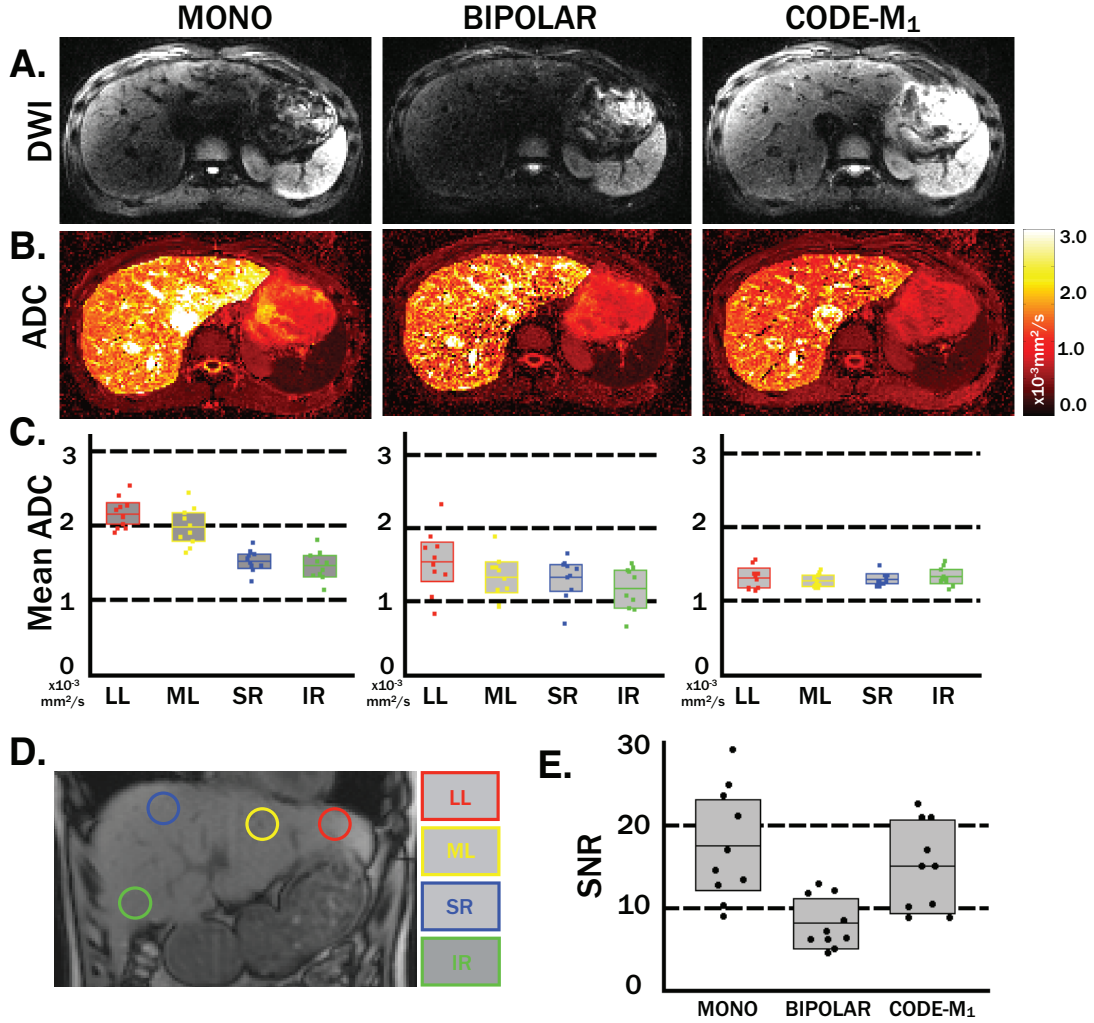 MONO BIPOLAR CODE-M₁
A.
DWI
B.
ADC
3.0
2.0
1.0
0.0
x10⁻³mm²/s
C.
Mean ADC
3 3 3
2 2 2
1 1 1
0 0 0
x10⁻³ x10⁻³ x10⁻³
mm²/s LL ML SR IR mm²/s LL ML SR IR mm²/s LL ML SR IR
D.
LL
ML
SR
IR
E.
SNR
30
20
10
0
MONO BIPOLAR CODE-M₁